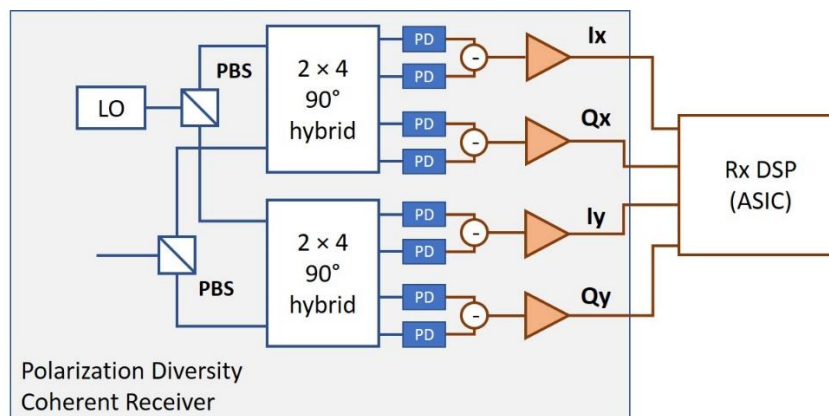 LO
PBS
2 × 4
90°
hybrid
PD
PD
PD
PD
Ix
Qx
PBS
2 × 4
90°
hybrid
PD
PD
PD
PD
Iy
Qy
-
-
-
-
Rx DSP
(ASIC)
Polarization Diversity
Coherent Receiver